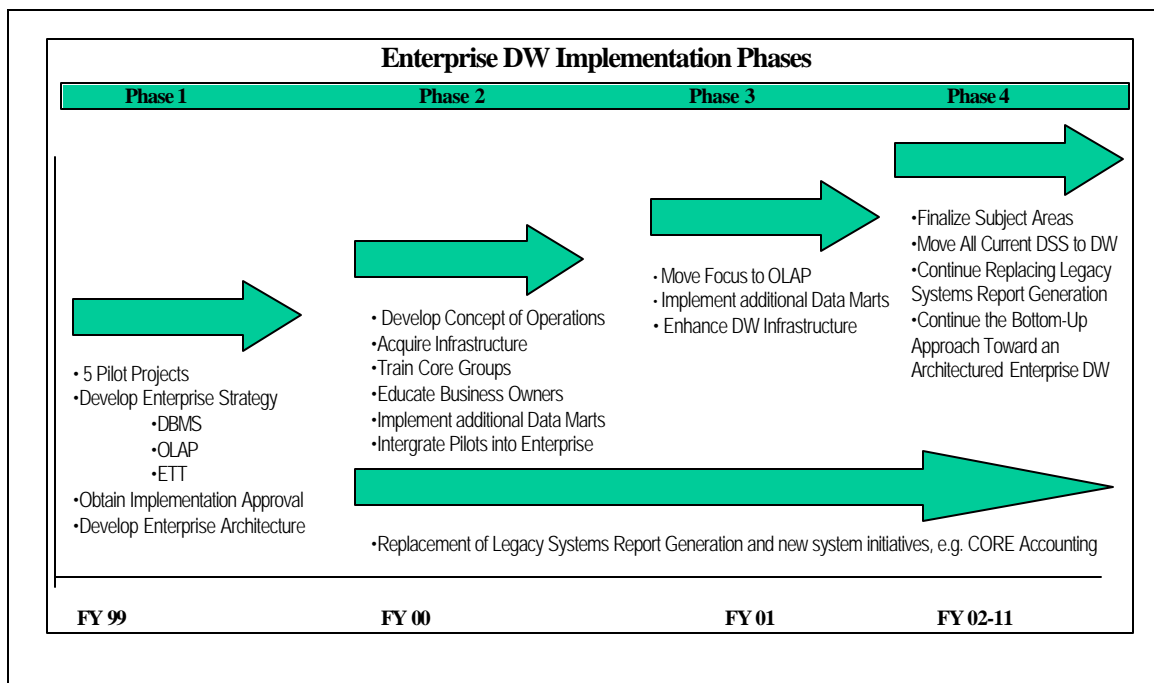 Enterprise DW Implementation Phases
Phase 1
Phase 2
Phase 3
Phase 4
• 5 Pilot Projects
•Develop Enterprise Strategy
•DBMS
•OLAP
•ETT
•Obtain Implementation Approval
•Develop Enterprise Architecture
• Develop Concept of Operations
•Acquire Infrastructure
•Train Core Groups
•Educate Business Owners
•Implement additional Data Marts
•Intergrate Pilots into Enterprise
• Move Focus to OLAP
• Implement additional Data Marts
• Enhance DW Infrastructure
•Finalize Subject Areas
•Move All Current DSS to DW
•Continue Replacing Legacy
Systems Report Generation
•Continue the Bottom-Up
Approach Toward an
Architectured Enterprise DW
•Replacement of Legacy Systems Report Generation and new system initiatives, e.g. CORE Accounting
FY 99
FY 00
FY 01
FY 02-11